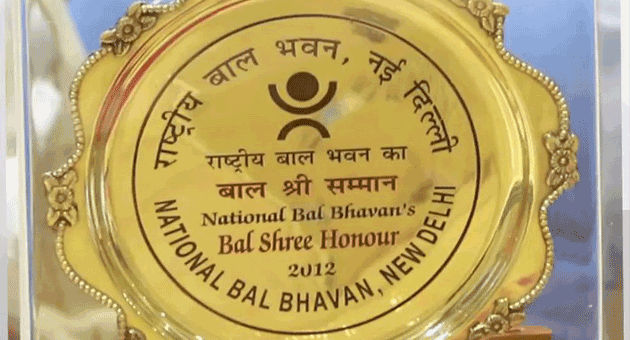 राष्ट्रीय बाल भवन, नई दिल्ली
राष्ट्रीय बाल भवन का
बाल श्री सम्मान
National Bal Bhavan's
Bal Shree Honour
2012
NATIONAL BAL BHAVAN, NEW DELHI